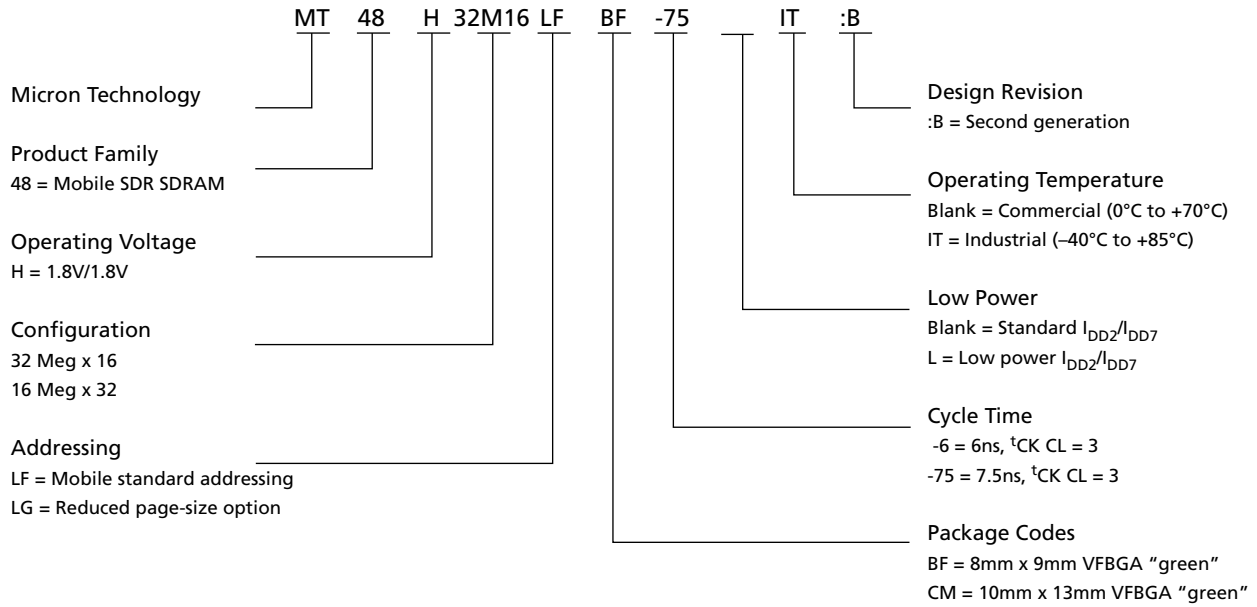 MT 48 H 32M16 LF BF -75 IT :B
Micron Technology
Product Family
48 = Mobile SDR SDRAM
Operating Voltage
H = 1.8V/1.8V
Configuration
32 Meg x 16
16 Meg x 32
Addressing
LF = Mobile standard addressing
LG = Reduced page-size option
Design Revision
:B = Second generation
Operating Temperature
Blank = Commercial (0°C to +70°C)
IT = Industrial (–40°C to +85°C)
Low Power
Blank = Standard IDD2/IDD7
L = Low power IDD2/IDD7
Cycle Time
-6 = 6ns, tCK CL = 3
-75 = 7.5ns, tCK CL = 3
Package Codes
BF = 8mm x 9mm VFBGA “green”
CM = 10mm x 13mm VFBGA “green”